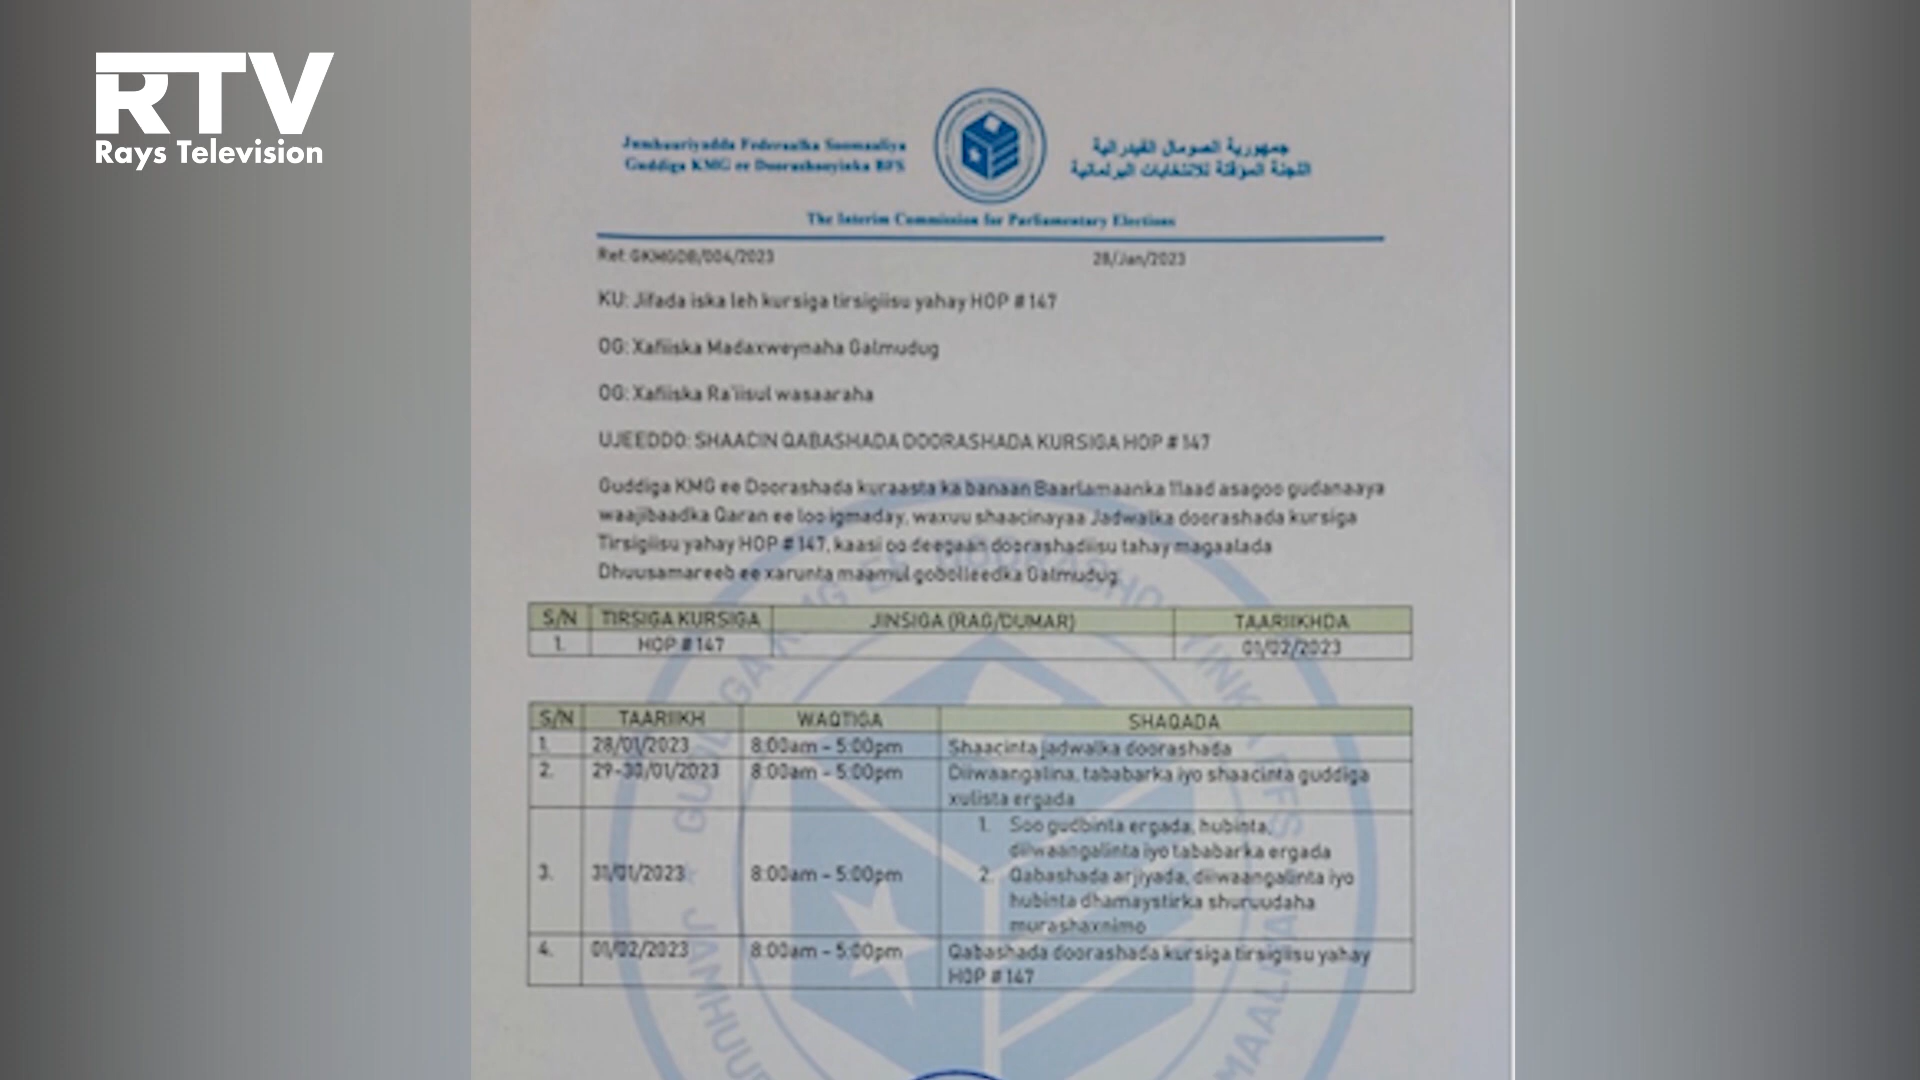 RTV
Rays Television
Jamhuuriyadda Federaalka Soomaaliya
Guddiga KMG ee Doorashooyinka BFS
جمهورية الصومال الفيدرالية
اللجنة المؤقتة للانتخابات البرلمانية
The Interim Commission for Parliamentary Elections
Ref: GKMGDB/004/2023
28/Jan/2023
KU: Jifada iska leh kursiga tirsigiisu yahay HOP # 147
OG: Xafiiska Madaxweynaha Galmudug
OG: Xafiiska Ra'iisul wasaaraha
UJEEDDO: SHAACIN QABASHADA DOORASHADA KURSIGA HOP # 147
Guddiga KMG ee Doorashada kuraasta ka banaan Baarlamaanka 11aad asagoo gudanaaya
waajibaadka Qaran ee loo igmaday, waxuu shaacinayaa Jadwalka doorashada kursiga
Tirsigiisu yahay HOP # 147, kaasi oo deegaan doorashadiisu tahay magaalada
Dhuusamareeb ee xarunta maamul gobolleedka Galmudug
S/N TIRSIGA KURSIGA JINSIGA (RAG/DUMAR) TAARIIKHDA
1. HOP # 147 01/02/2023
S/N TAARIIKH WAQTIGA SHAQADA
1. 28/01/2023 8:00am - 5:00pm Shaacinta jadwalka doorashada
2. 29-30/01/2023 8:00am - 5:00pm Diiwaangalina, tababarka iyo shaacinta guddiga
xulista ergada
3. 31/01/2023 8:00am - 5:00pm 1. Soo gudbinta ergada, hubinta,
diiwaangalinta iyo tababarka ergada
2. Qabashada arjiyada, diiwaangalinta iyo
hubinta dhamaystirka shuruudaha
murashaxnimo
4. 01/02/2023 8:00am - 5:00pm Qabashada doorashada kursiga tirsigiisu yahay
HOP # 147